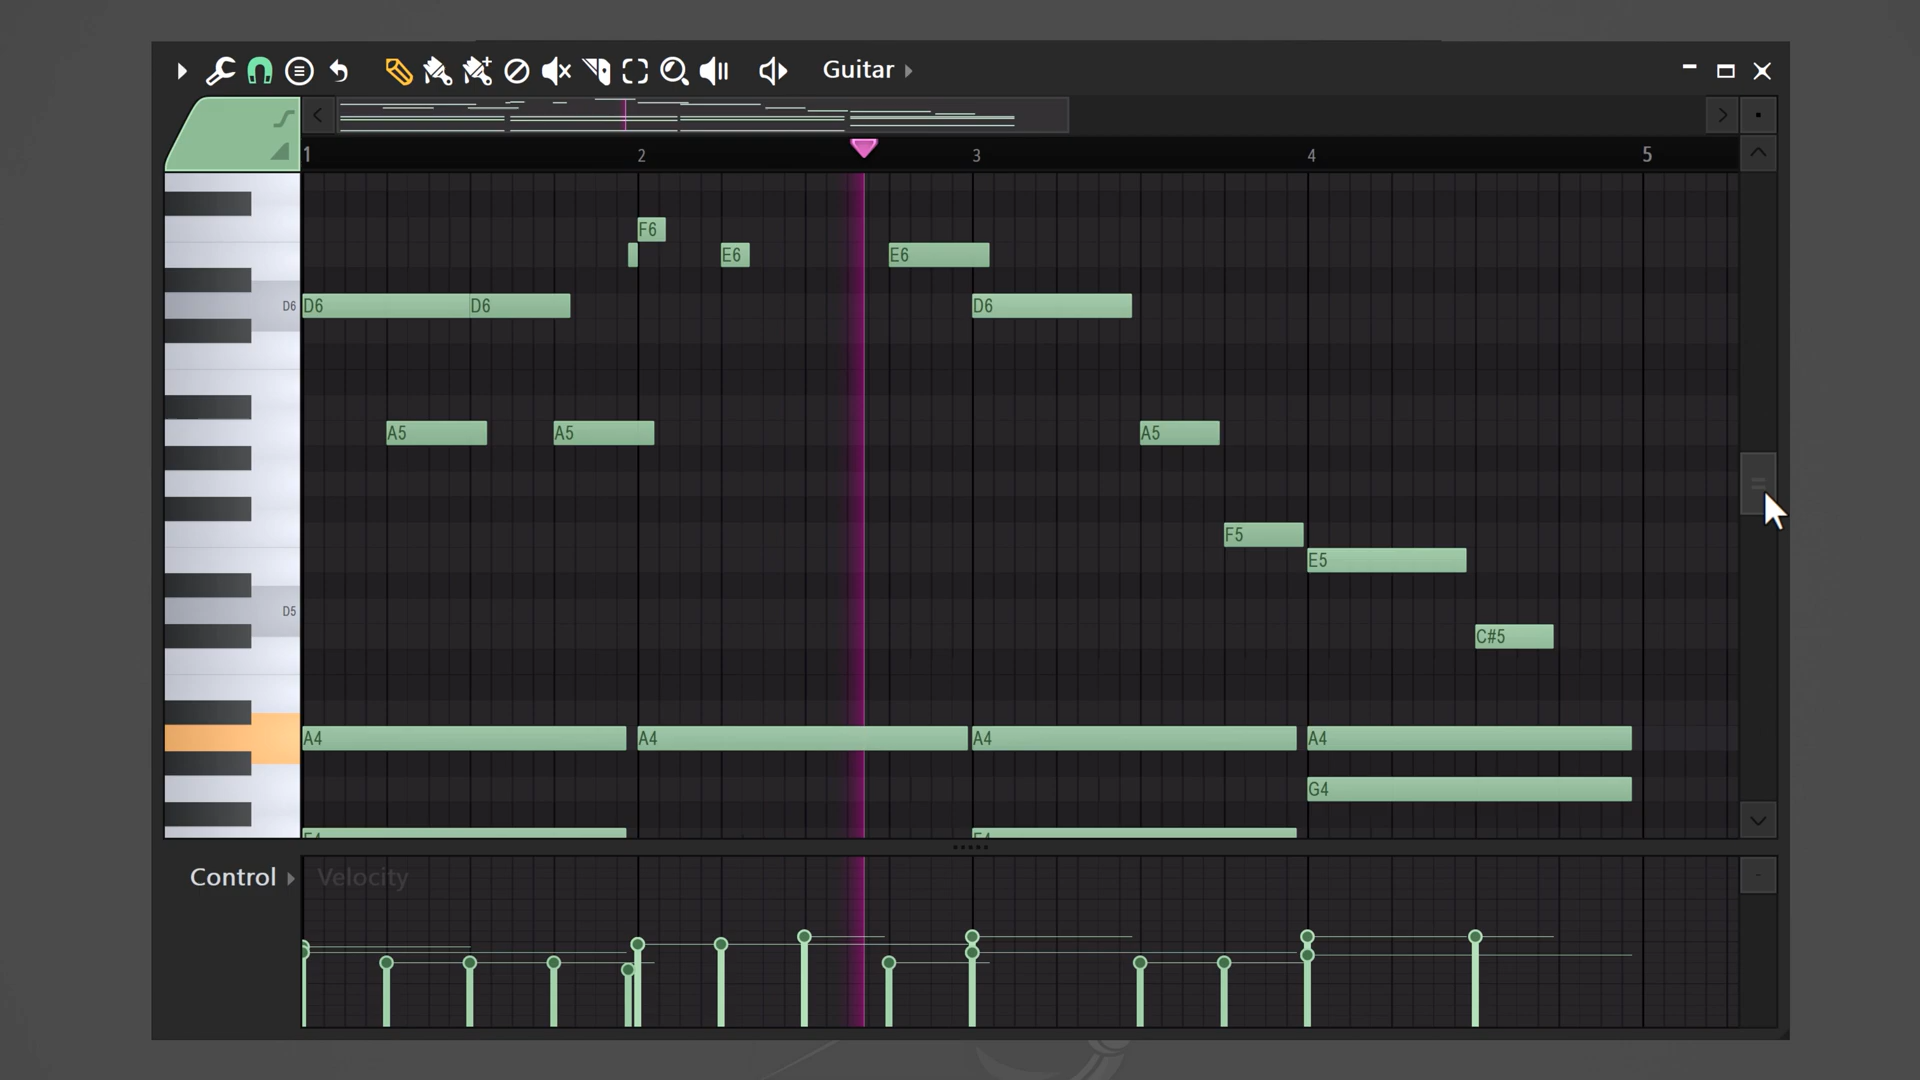 Guitar
1 2 3 4 5
F6
E6 E6
D6 D6 D6 D6
A5 A5 A5
F5
E5
D5
C#5
A4 A4 A4 A4
G4
Control Velocity